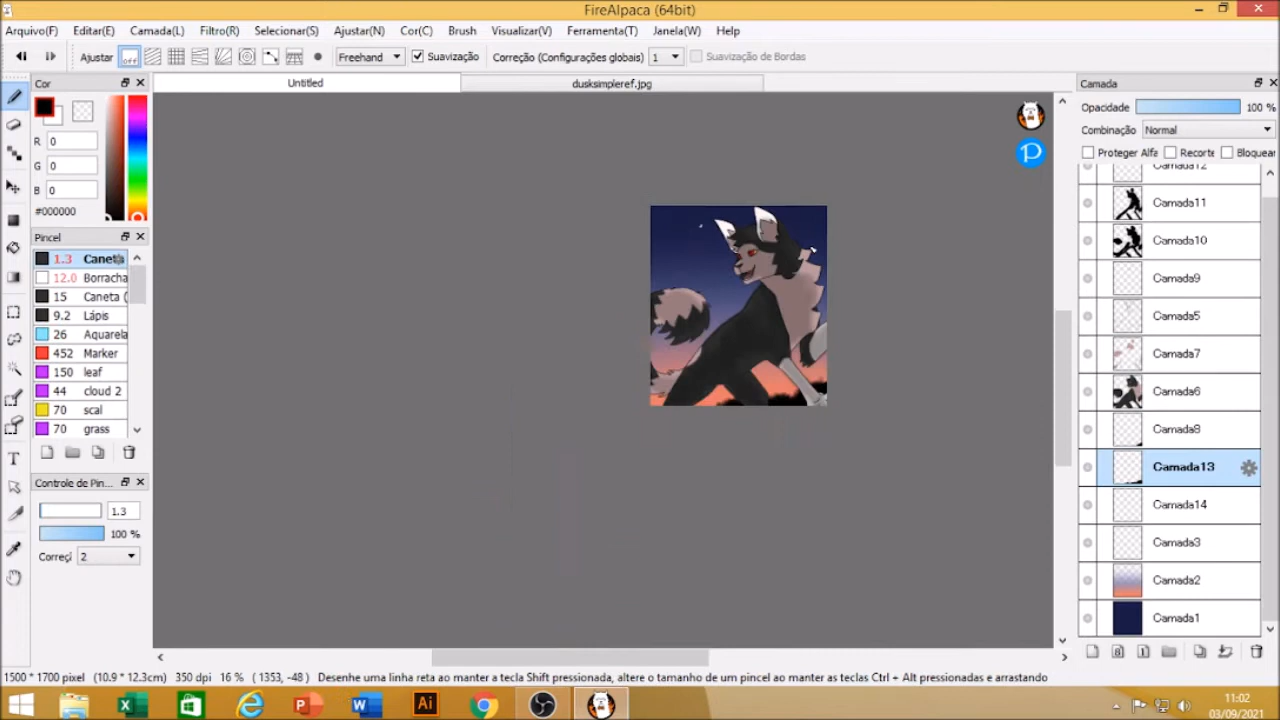 FireAlpaca (64bit)
Arquivo(F) Editar(E) Camada(L) Filtro(R) Selecionar(S) Ajustar(N) Cor(C) Brush Visualizar(V) Ferramenta(T) Janela(W) Help
Ajustar off Freehand Suavização Correção (Configurações globais) 1 Suavização de Bordas
Cor
R 0
G 0
B 0
#000000
Pincel
1.3 Caneta
12.0 Borracha
15 Caneta (
9.2 Lápis
26 Aquarela
452 Marker
150 leaf
44 cloud 2
70 scal
70 grass
Controle de Pin...
1.3
100 %
Correçi 2
Untitled
dusksimpleref.jpg
Camada
Opacidade 100 %
Combinação Normal
Proteger Alfa Recorte Bloquear
Camada12
Camada11
Camada10
Camada9
Camada5
Camada7
Camada6
Camada8
Camada13
Camada14
Camada3
Camada2
Camada1
1500 * 1700 pixel (10.9 * 12.3cm) 350 dpi 16 % ( 1353, -48 ) Desenhe uma linha reta ao manter a tecla Shift pressionada, altere o tamanho de um pincel ao manter as teclas Ctrl + Alt pressionadas e arrastando
11:02
03/09/2021